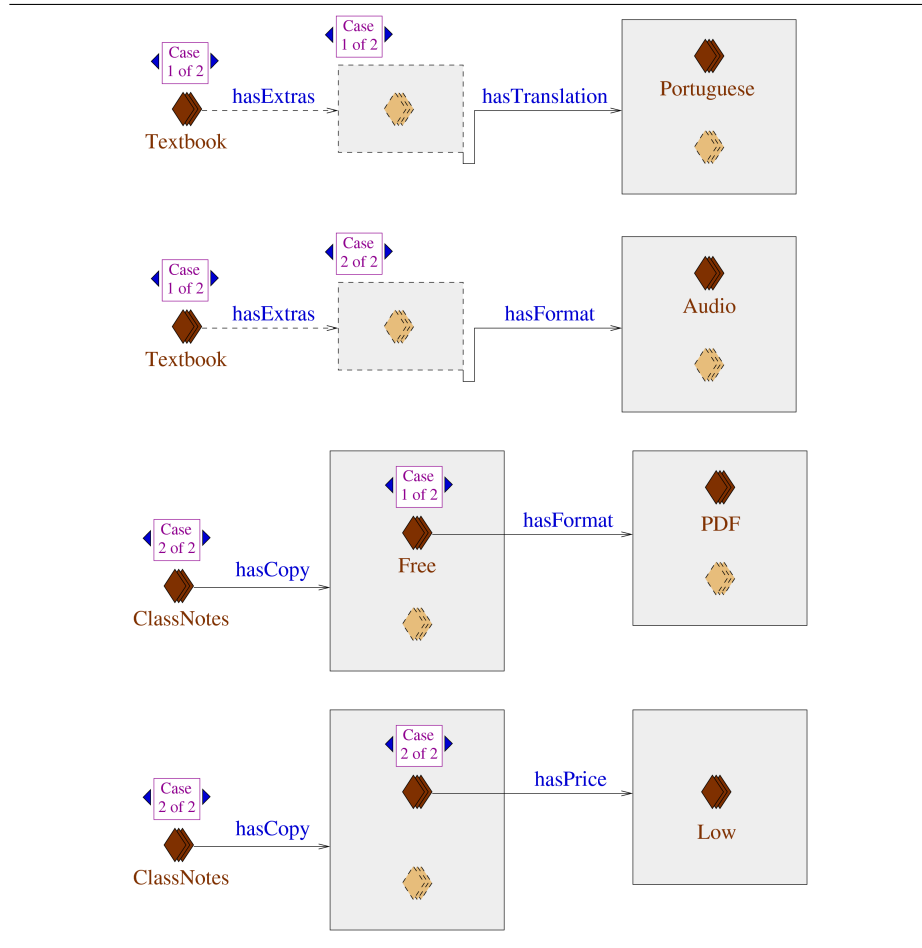 Case
1 of 2
Case
1 of 2
hasExtras
hasTranslation
Portuguese
Textbook
Case
2 of 2
Case
1 of 2
hasExtras
hasFormat
Audio
Textbook
Case
1 of 2
Case
2 of 2
hasFormat
PDF
hasCopy
Free
ClassNotes
Case
2 of 2
Case
2 of 2
hasPrice
hasCopy
Low
ClassNotes